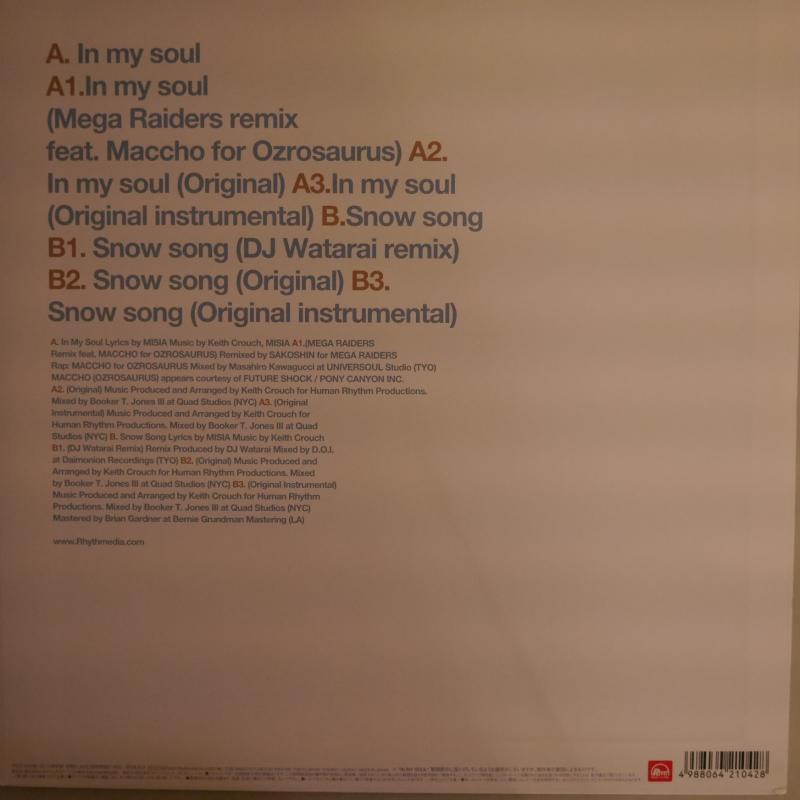 A. In my soul
A1.In my soul
(Mega Raiders remix
feat. Maccho for Ozrosaurus) A2.
In my soul (Original) A3.In my soul
(Original instrumental) B.Snow song
B1. Snow song (DJ Watarai remix)
B2. Snow song (Original) B3.
Snow song (Original instrumental)
A. In My Soul Lyrics by MISIA Music by Keith Crouch, MISIA A1.(MEGA RAIDERS
Remix feat. MACCHO for OZROSAURUS) Remixed by SAKOSHIN for MEGA RAIDERS
Rap: MACCHO for OZROSAURUS Mixed by Masahiro Kawagucci at UNIVERSOUL Studio (TYO)
MACCHO (OZROSAURUS) appears courtesy of FUTURE SHOCK / PONY CANYON INC.
A2. (Original) Music Produced and Arranged by Keith Crouch for Human Rhythm Productions.
Mixed by Booker T. Jones III at Quad Studios (NYC) A3. (Original
Instrumental) Music Produced and Arranged by Keith Crouch for
Human Rhythm Productions. Mixed by Booker T. Jones III at Quad
Studios (NYC) B. Snow Song Lyrics by MISIA Music by Keith Crouch
B1. (DJ Watarai Remix) Remix Produced by DJ Watarai Mixed by D.O.I.
at Daimonion Recordings (TYO) B2. (Original) Music Produced and
Arranged by Keith Crouch for Human Rhythm Productions. Mixed
by Booker T. Jones III at Quad Studios (NYC) B3. (Original Instrumental)
Music Produced and Arranged by Keith Crouch for Human Rhythm
Productions. Mixed by Booker T. Jones III at Quad Studios (NYC)
Mastered by Brian Gardner at Bernie Grundman Mastering (LA)
www.Rhythmedia.com
4 988064 210428